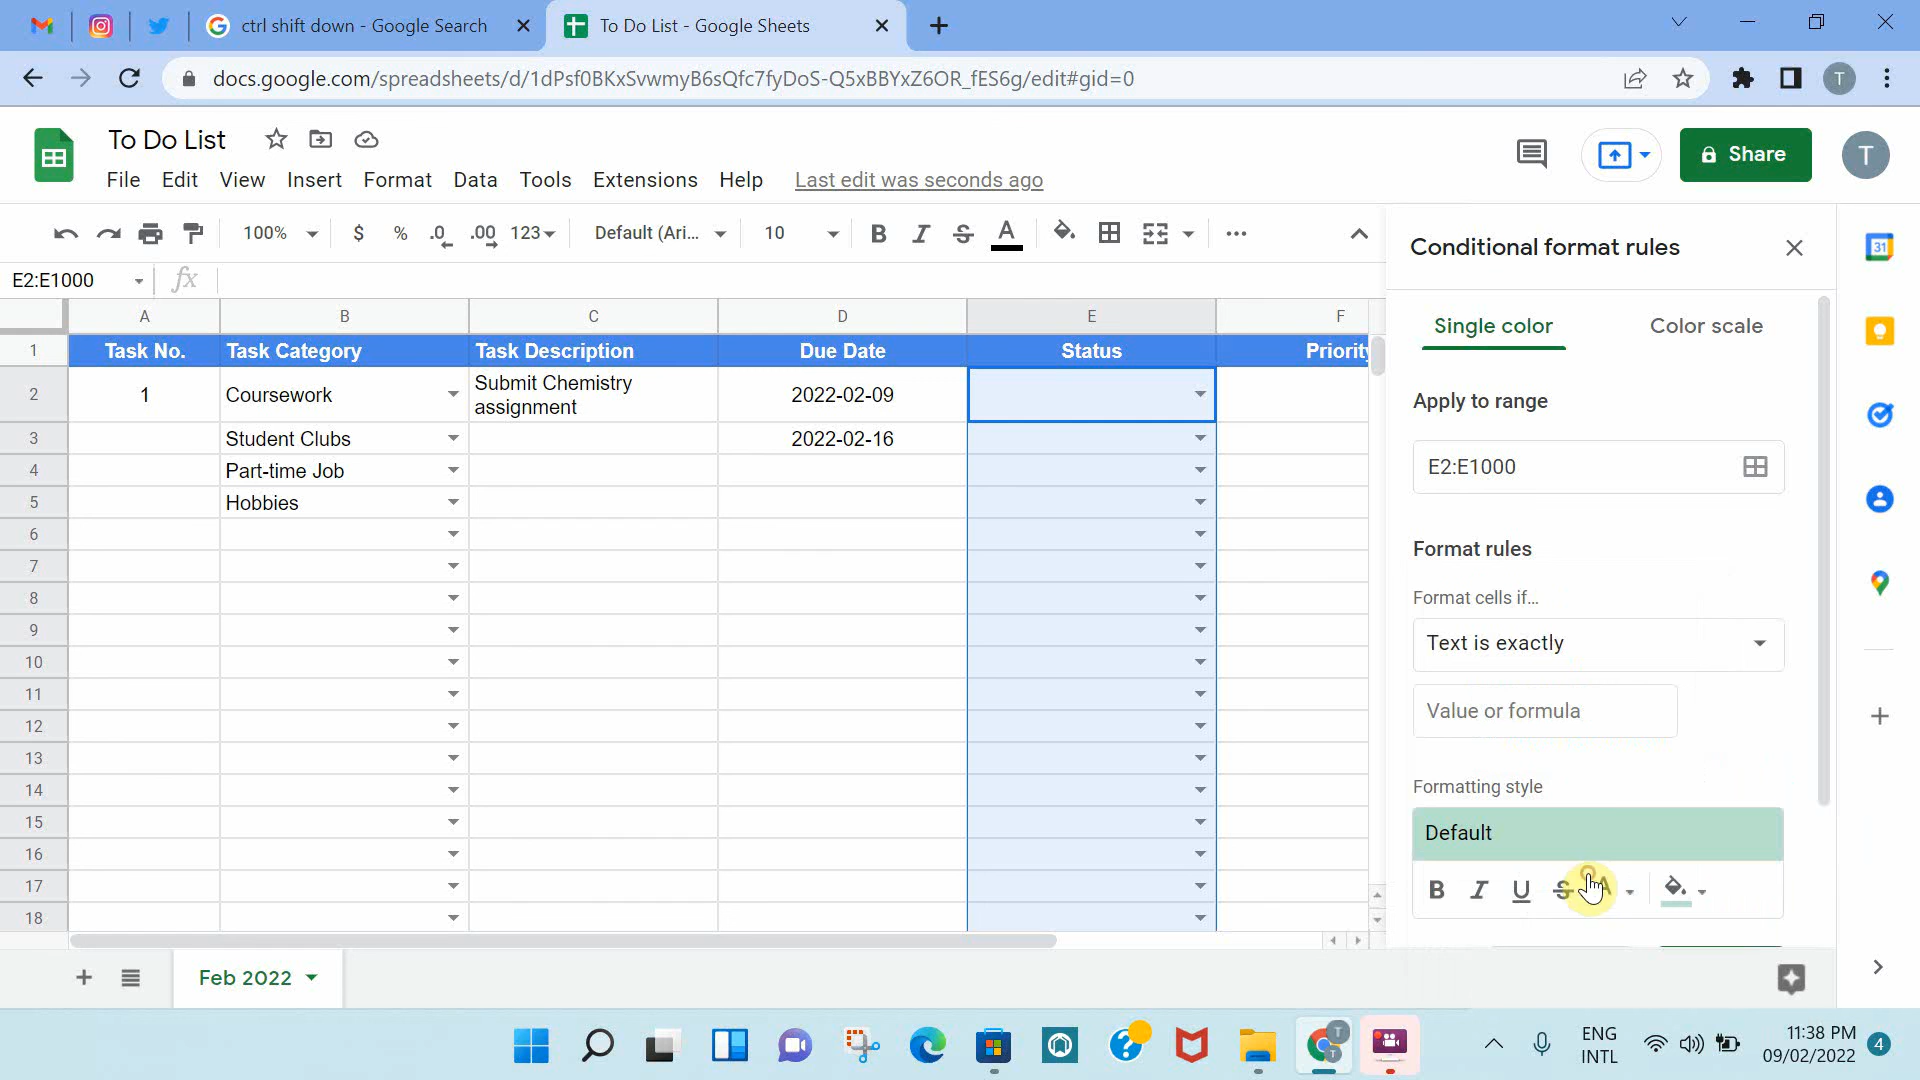 ctrl shift down - Google Search
To Do List - Google Sheets
docs.google.com/spreadsheets/d/1dPsf0BKxSvwmyB6sQfc7fyDoS-Q5xBBYxZ6OR_fES6g/edit#gid=0
T
To Do List
Share
T
File Edit View Insert Format Data Tools Extensions Help Last edit was seconds ago
100% $ % .0 .00 123 Default (Ari... 10 B I S A
Conditional format rules
31
E2:E1000 fx
A B C D E F
Single color Color scale
1 Task No. Task Category Task Description Due Date Status Priority
2 1 Coursework Submit Chemistry assignment 2022-02-09
3 Student Clubs 2022-02-16
4 Part-time Job
5 Hobbies
6
7
8
9
10
11
12
13
14
15
16
17
18
Apply to range
E2:E1000
Format rules
Format cells if...
Text is exactly
Value or formula
Formatting style
Default
B I U S A
Feb 2022
T
T
ENG
INTL
11:38 PM
09/02/2022
4